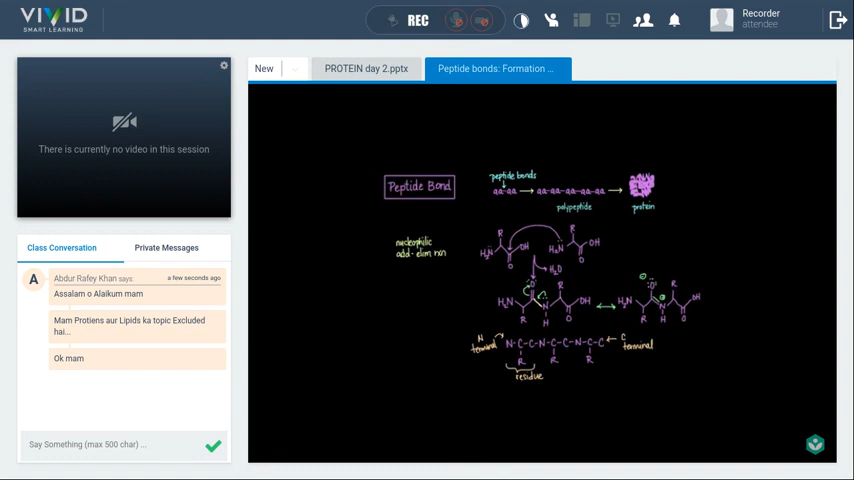 VIVID
SMART LEARNING
REC
Recorder
attendee
There is currently no video in this session
Class Conversation
Private Messages
A
Abdur Rafey Khan says:
a few seconds ago
Assalam o Alaikum mam
Mam Protiens aur Lipids ka topic Excluded
hai...
Ok mam
Say Something (max 500 char) ...
New
PROTEIN day 2.pptx
Peptide bonds: Formation ...
Peptide Bond
peptide bonds
aa-aa
aa-aa-aa-aa-aa
polypeptide
protein
nucleophilic
add-elim rxn
R
OH
O
H₂N
R
OH
O
H₂O
H₂N
O
R
N
H
R
OH
O
H₂N
O
R
N
H
R
OH
O
N
terminal
N-C-C-N-C-C-N-C-C
C
terminal
R
R
R
residue